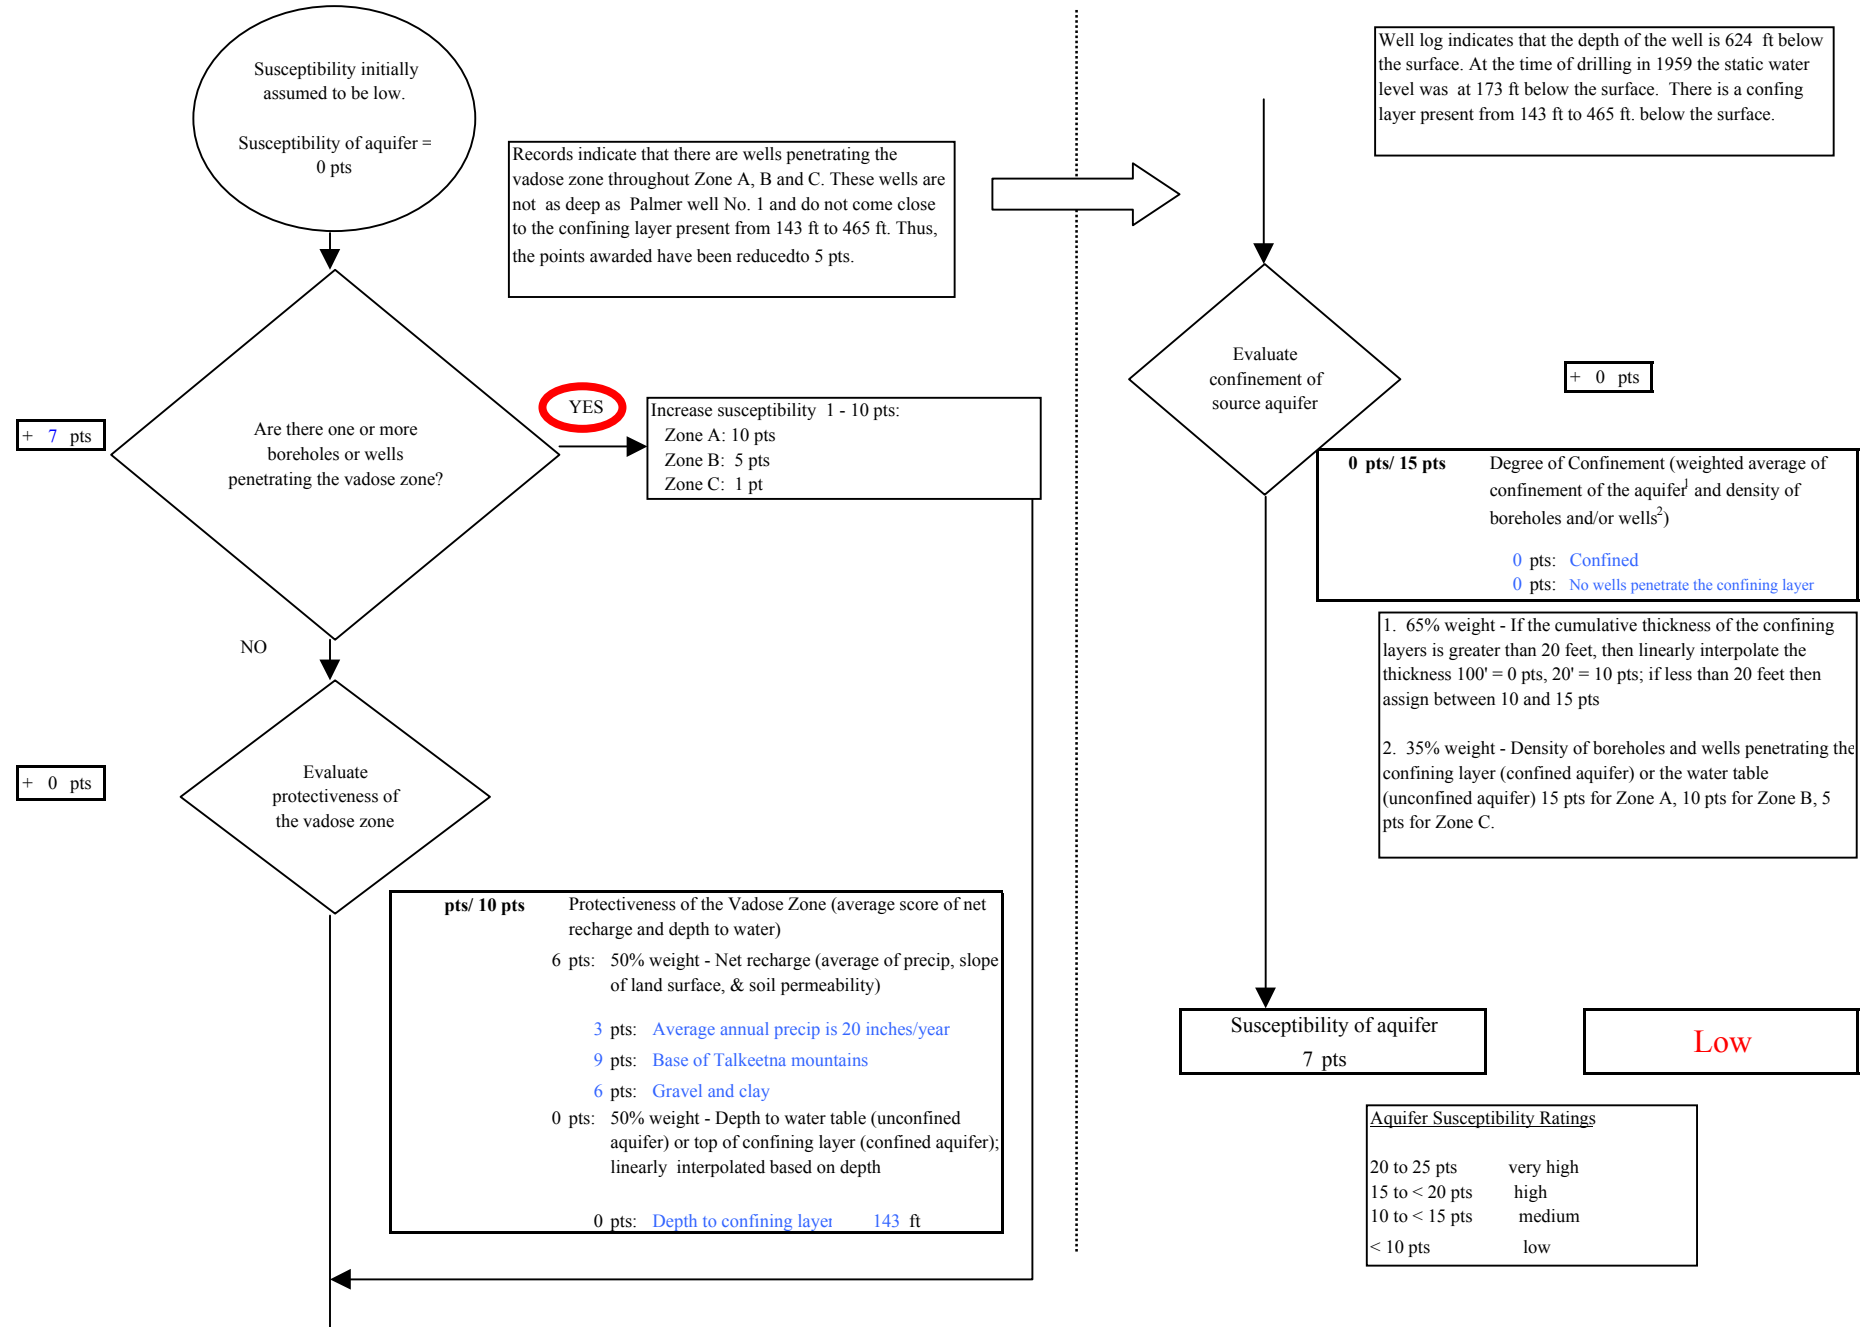 Susceptibility initially
assumed to be low.
Susceptibility of aquifer =
0 pts
Records indicate that there are wells penetrating the
vadose zone throughout Zone A, B and C. These wells are
not as deep as Palmer well No. 1 and do not come close
to the confining layer present from 143 ft to 465 ft. Thus,
the points awarded have been reducedto 5 pts.
+ 7 pts
Are there one or more
boreholes or wells
penetrating the vadose zone?
YES
Increase susceptibility 1 - 10 pts:
Zone A: 10 pts
Zone B: 5 pts
Zone C: 1 pt
NO
+ 0 pts
Evaluate
protectiveness of
the vadose zone
pts/ 10 pts Protectiveness of the Vadose Zone (average score of net
recharge and depth to water)
6 pts: 50% weight - Net recharge (average of precip, slope
of land surface, & soil permeability)
3 pts: Average annual precip is 20 inches/year
9 pts: Base of Talkeetna mountains
6 pts: Gravel and clay
0 pts: 50% weight - Depth to water table (unconfined
aquifer) or top of confining layer (confined aquifer);
linearly interpolated based on depth
0 pts: Depth to confining layer 143 ft
Well log indicates that the depth of the well is 624 ft below
the surface. At the time of drilling in 1959 the static water
level was at 173 ft below the surface. There is a confing
layer present from 143 ft to 465 ft. below the surface.
Evaluate
confinement of
source aquifer
+ 0 pts
0 pts/ 15 pts Degree of Confinement (weighted average of
confinement of the aquifer1 and density of
boreholes and/or wells2)
0 pts: Confined
0 pts: No wells penetrate the confining layer
1. 65% weight - If the cumulative thickness of the confining
layers is greater than 20 feet, then linearly interpolate the
thickness 100' = 0 pts, 20' = 10 pts; if less than 20 feet then
assign between 10 and 15 pts
2. 35% weight - Density of boreholes and wells penetrating the
confining layer (confined aquifer) or the water table
(unconfined aquifer) 15 pts for Zone A, 10 pts for Zone B, 5
pts for Zone C.
Susceptibility of aquifer
7 pts
Low
Aquifer Susceptibility Ratings
20 to 25 pts very high
15 to < 20 pts high
10 to < 15 pts medium
< 10 pts low